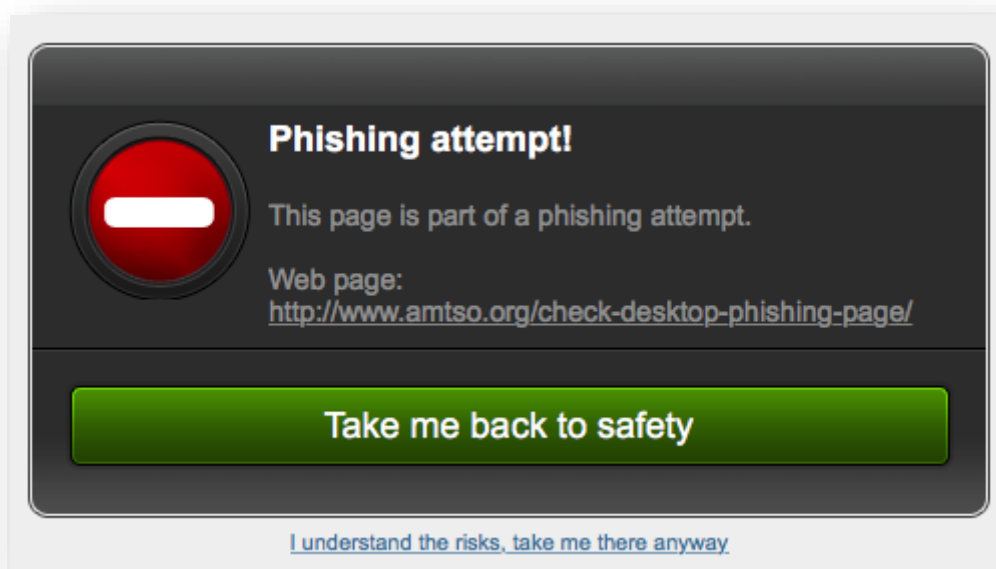 Phishing attempt!
This page is part of a phishing attempt.
Web page:
http://www.amtso.org/check-desktop-phishing-page/
Take me back to safety
I understand the risks, take me there anyway